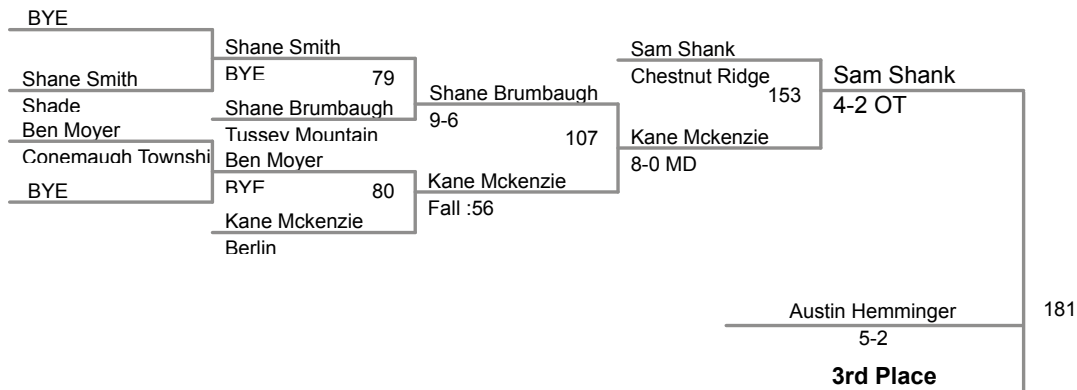 BYE
Shane Smith
Shade
Ben Moyer
Conemaugh Townshi
BYE
Shane Smith
BYE
79
Shane Brumbaugh
Tussey Mountain
Ben Moyer
BYE
80
Kane Mckenzie
Berlin
Shane Brumbaugh
9-6
107
Kane Mckenzie
Fall :56
Sam Shank
Chestnut Ridge
153
Kane Mckenzie
8-0 MD
Sam Shank
4-2 OT
Austin Hemminger
5-2
3rd Place
181